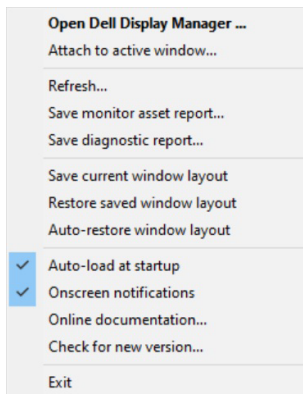 Open Dell Display Manager ...
Attach to active window...
Refresh...
Save monitor asset report...
Save diagnostic report...
Save current window layout
Restore saved window layout
Auto-restore window layout
Auto-load at startup
Onscreen notifications
Online documentation...
Check for new version...
Exit